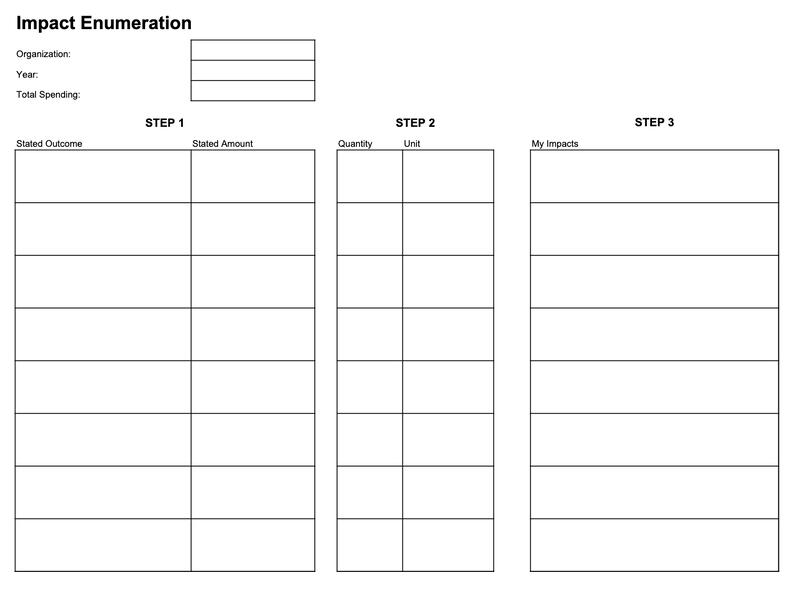 Impact Enumeration
Organization:
Year:
Total Spending:
STEP 1
STEP 2
STEP 3
Stated Outcome
Stated Amount
Quantity
Unit
My Impacts